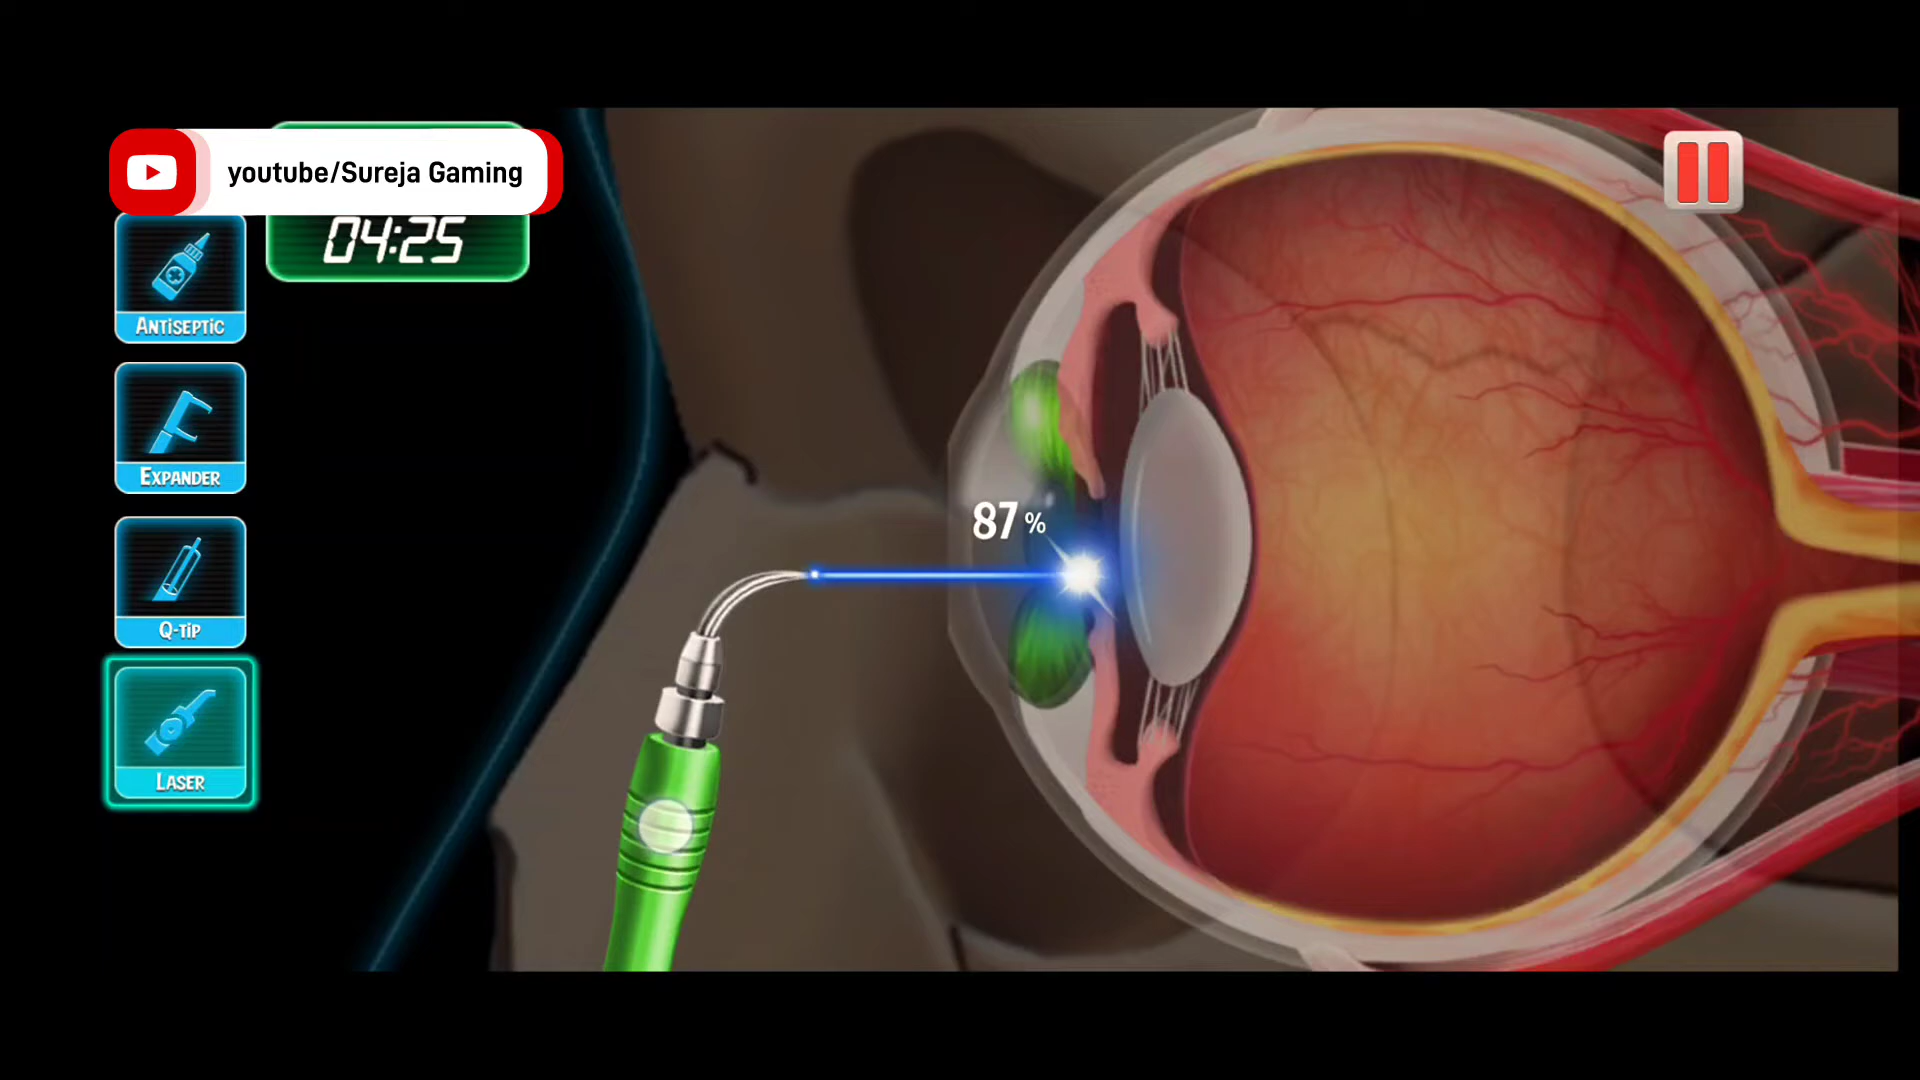 youtube/Sureja Gaming
04:25
ANTISEPTIC
EXPANDER
87%
Q-TIP
LASER